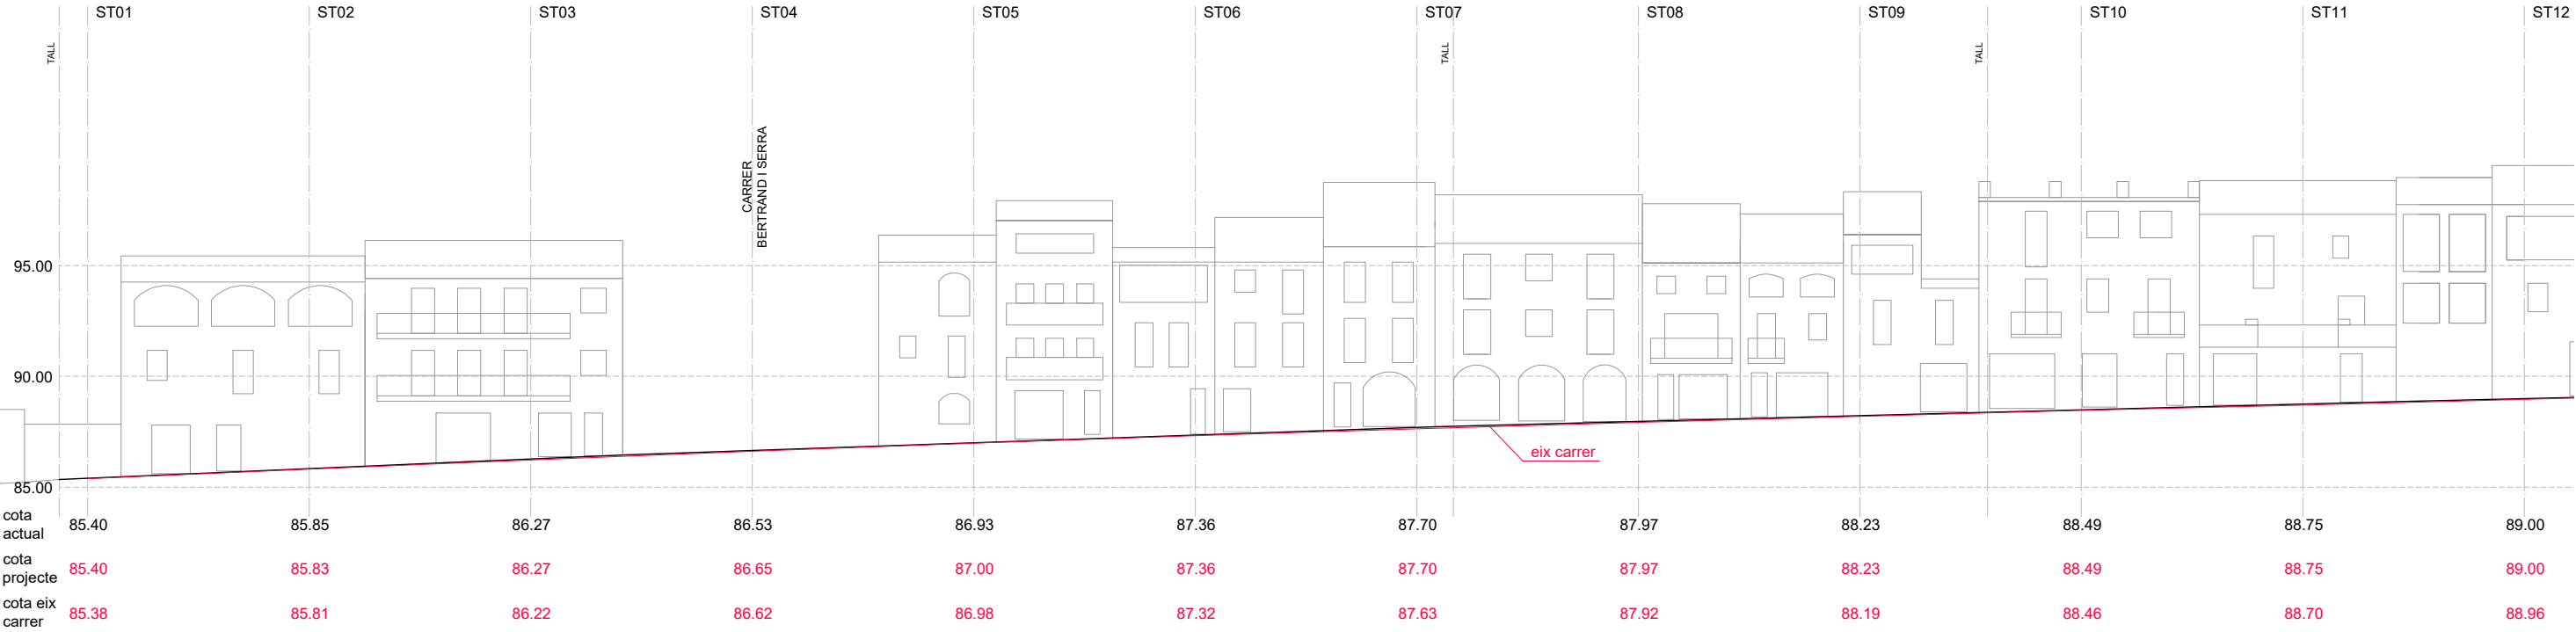 ST01 ST02 ST03 ST04 ST05 ST06 ST07 ST08 ST09 ST10 ST11 ST12
TALL TALL TALL
CARRER
BERTRAND I SERRA
95.00
90.00
85.00
eix carrer
cota
actual
85.40 85.85 86.27 86.53 86.93 87.36 87.70 87.97 88.23 88.49 88.75 89.00
cota
projecte
85.40 85.83 86.27 86.65 87.00 87.36 87.70 87.97 88.23 88.49 88.75 89.00
cota eix
carrer
85.38 85.81 86.22 86.62 86.98 87.32 87.63 87.92 88.19 88.46 88.70 88.96